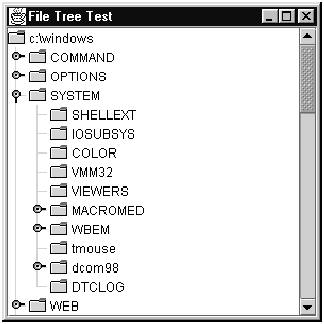 File Tree Test
c:\windows
COMMAND
OPTIONS
SYSTEM
SHELLEXT
IOSUBSYS
COLOR
VMM32
VIEWERS
MACROMED
WBEM
tmouse
dcom98
DTCLOG
WEB